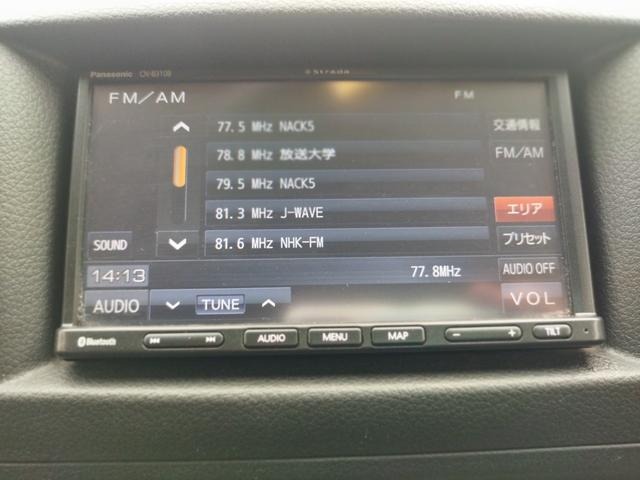 Panasonic CN-B310B Strada
FM/AM FM
77.5 MHz NACK5 交通情報
78.8 MHz 放送大学 FM/AM
79.5 MHz NACK5
81.3 MHz J-WAVE エリア
SOUND 81.6 MHz NHK-FM プリセット
14:13 77.8MHz AUDIO OFF
AUDIO TUNE VOL
Bluetooth AUDIO MENU MAP - + TILT